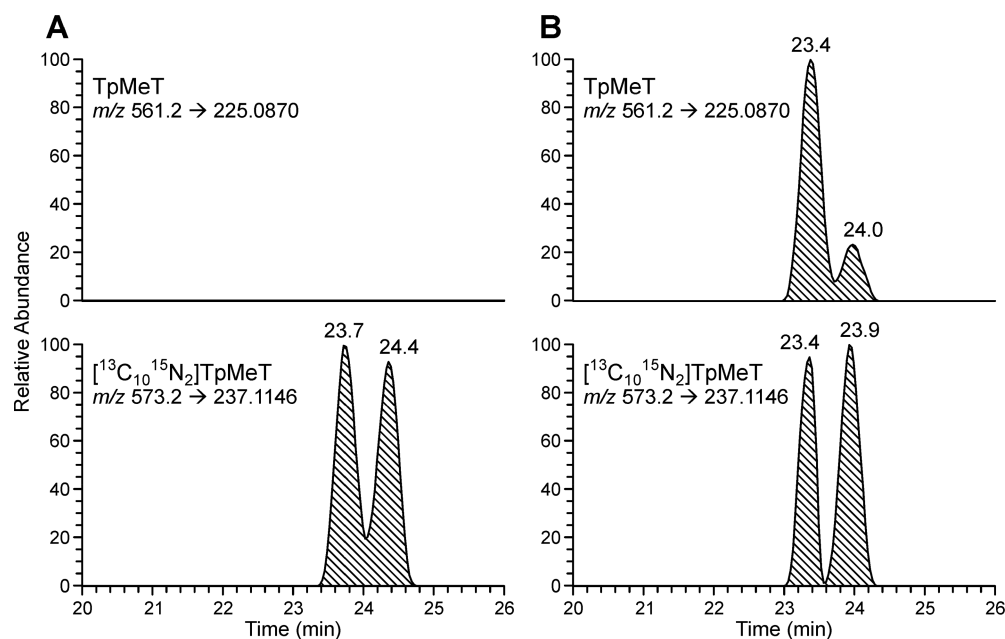 A
TpMeT
m/z 561.2 → 225.0870
100
80
60
40
20
0
[¹³C₁₀¹⁵N₂]TpMeT
m/z 573.2 → 237.1146
23.7
24.4
100
80
60
40
20
0
20 21 22 23 24 25 26
Time (min)
Relative Abundance
B
TpMeT
m/z 561.2 → 225.0870
23.4
24.0
100
80
60
40
20
0
[¹³C₁₀¹⁵N₂]TpMeT
m/z 573.2 → 237.1146
23.4
23.9
100
80
60
40
20
0
20 21 22 23 24 25 26
Time (min)